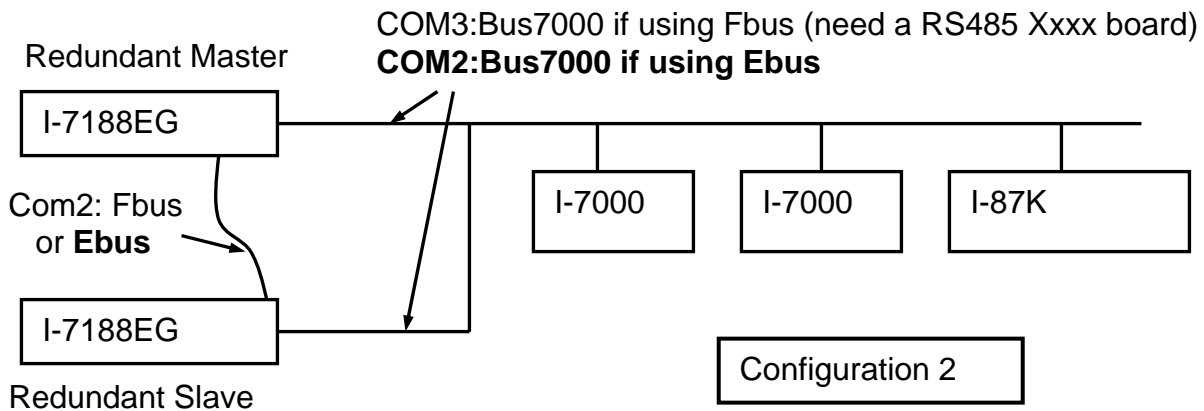 COM3:Bus7000 if using Fbus (need a RS485 Xxxx board)
Redundant Master
COM2:Bus7000 if using Ebus
I-7188EG
Com2: Fbus
or Ebus
I-7000
I-7000
I-87K
I-7188EG
Configuration 2
Redundant Slave